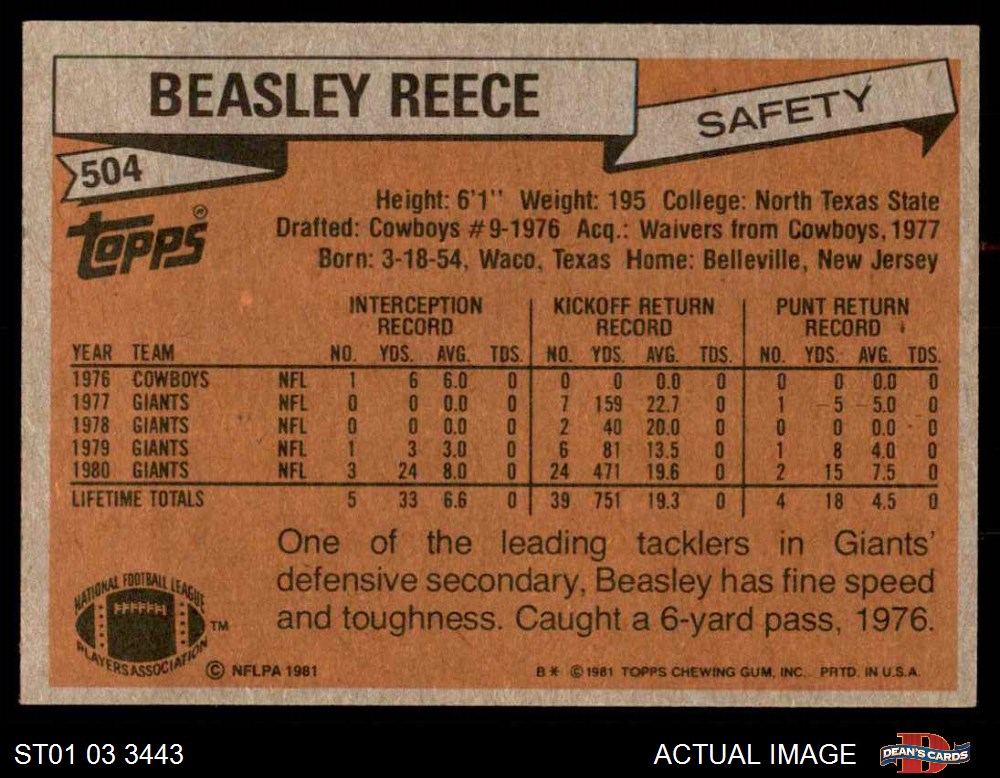 BEASLEY REECE
SAFETY
504
Topps ®
Height: 6'1'' Weight: 195 College: North Texas State
Drafted: Cowboys #9-1976 Acq.: Waivers from Cowboys, 1977
Born: 3-18-54, Waco, Texas Home: Belleville, New Jersey
INTERCEPTION RECORD KICKOFF RETURN RECORD PUNT RETURN RECORD
YEAR TEAM NO. YDS. AVG. TDS. NO. YDS. AVG. TDS. NO. YDS. AVG. TDS.
1976 COWBOYS NFL 1 6 6.0 0 0 0 0.0 0 0 0 0.0 0
1977 GIANTS NFL 0 0 0.0 0 7 159 22.7 0 1 -5 -5.0 0
1978 GIANTS NFL 0 0 0.0 0 2 40 20.0 0 0 0 0.0 0
1979 GIANTS NFL 1 3 3.0 0 6 81 13.5 0 1 8 4.0 0
1980 GIANTS NFL 3 24 8.0 0 24 471 19.6 0 2 15 7.5 0
LIFETIME TOTALS 5 33 6.6 0 39 751 19.3 0 4 18 4.5 0
One of the leading tacklers in Giants'
defensive secondary, Beasley has fine speed
and toughness. Caught a 6-yard pass, 1976.
NATIONAL FOOTBALL LEAGUE
PLAYERS ASSOCIATION
TM
© NFLPA 1981
B* © 1981 TOPPS CHEWING GUM, INC. PRTD. IN U.S.A.
ST01 03 3443
ACTUAL IMAGE
D
DEAN'S CARDS